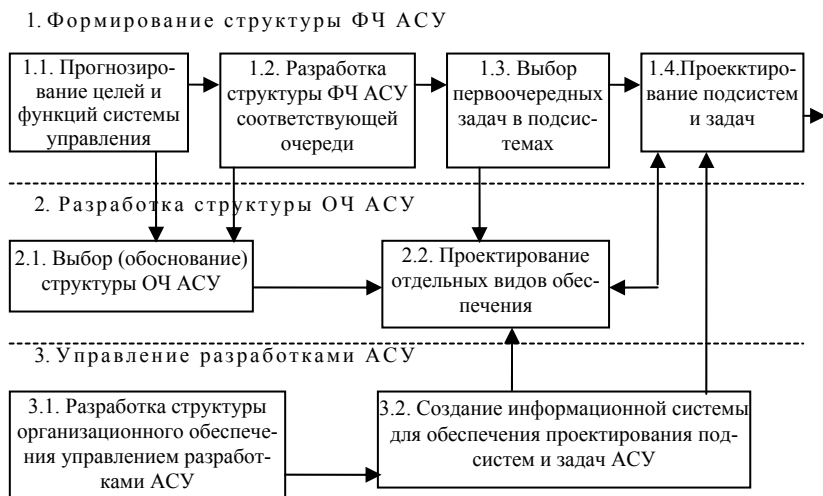 1. Формирование структуры ФЧ АСУ
1.1. Прогнозиро-
вание целей и
функций системы
управления
1.2. Разработка
структуры ФЧ АСУ
соответствующей
очереди
1.3. Выбор
первоочередных
задач в подсис-
темах
1.4.Проекктиро-
вание подсистем
и задач
2. Разработка структуры ОЧ АСУ
2.1. Выбор (обоснование)
структуры ОЧ АСУ
2.2. Проектирование
отдельных видов обес-
печения
3. Управление разработками АСУ
3.1. Разработка структуры
организационного обеспече-
ния управлением разработ-
ками АСУ
3.2. Создание информационной системы
для обеспечения проектирования под-
систем и задач АСУ